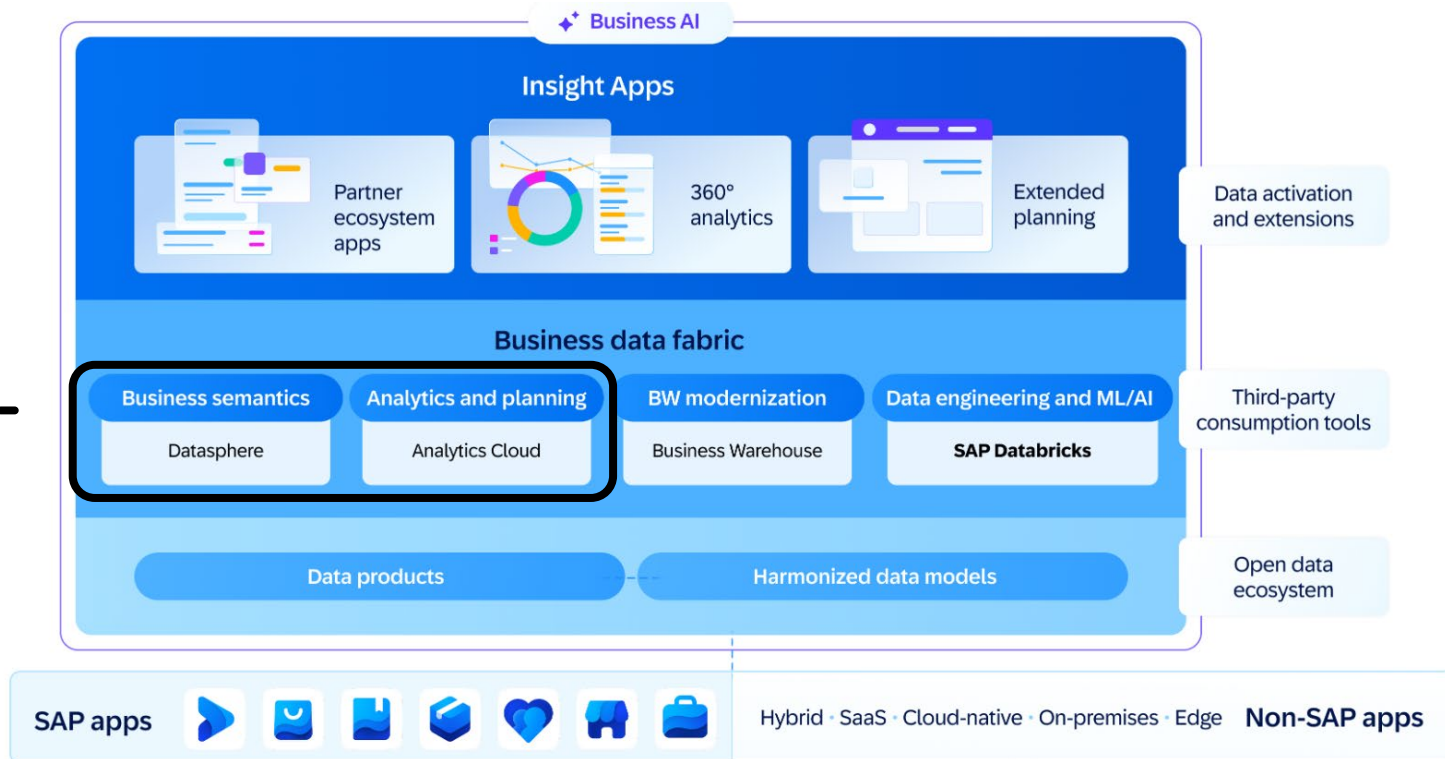 Business AI
Insight Apps
Partner
ecosystem
apps
360°
analytics
Extended
planning
Data activation
and extensions
Business data fabric
Business semantics
Analytics and planning
BW modernization
Data engineering and ML/AI
Datasphere
Analytics Cloud
Business Warehouse
SAP Databricks
Third-party
consumption tools
Data products
Harmonized data models
Open data
ecosystem
SAP apps
Hybrid · SaaS · Cloud-native · On-premises · Edge
Non-SAP apps